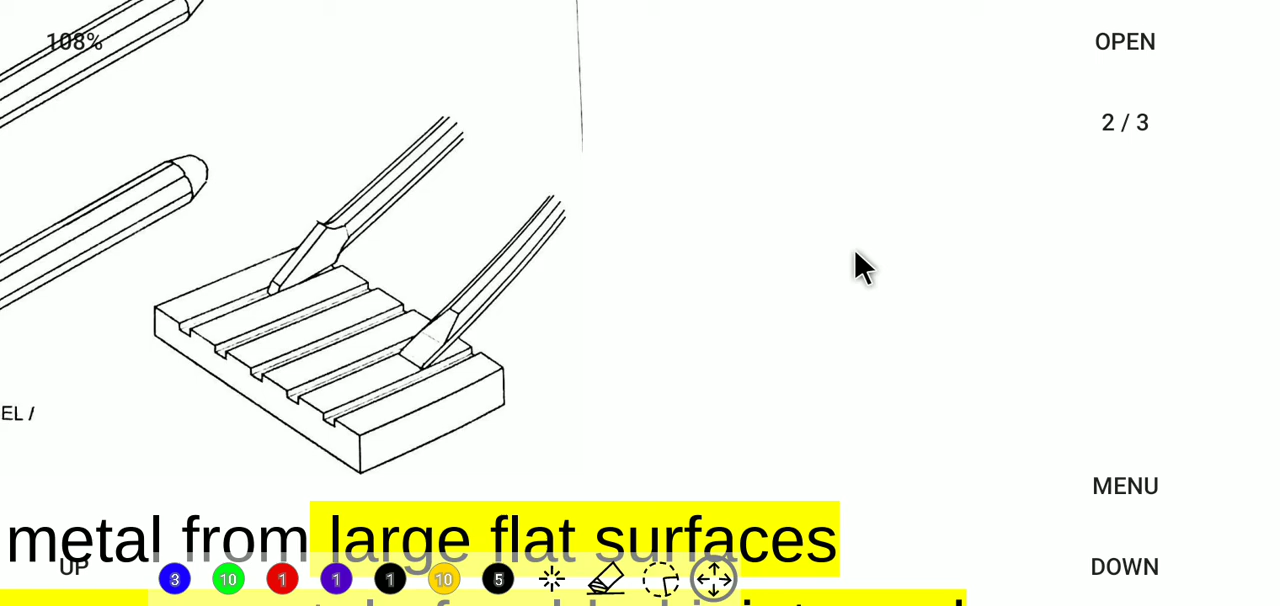 108%
OPEN
2 / 3
EL /
MENU
metal from large flat surfaces
UP
DOWN
3 10 1 1 1 10 5